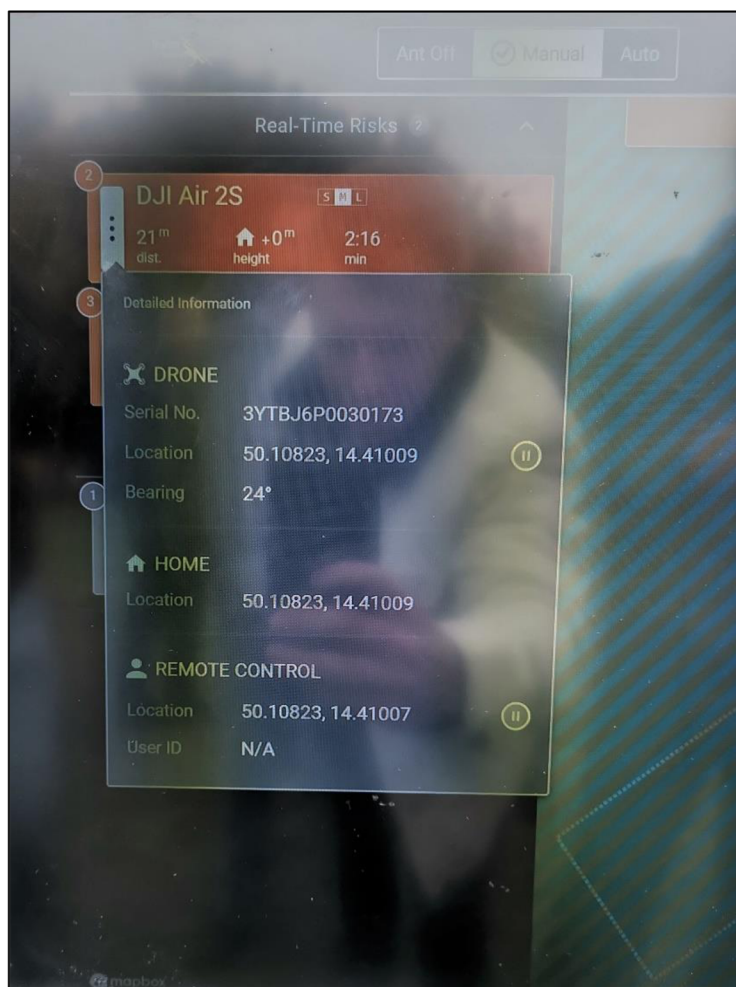 Ant Off Manual Auto
Real-Time Risks 2
2
DJI Air 2S S M L
21 m +0 m 2:16
dist. height min
3
Detailed Information
DRONE
Serial No. 3YTBJ6P0030173
Location 50.10823, 14.41009
Bearing 24°
1
HOME
Location 50.10823, 14.41009
REMOTE CONTROL
Location 50.10823, 14.41007
User ID N/A
mapbox